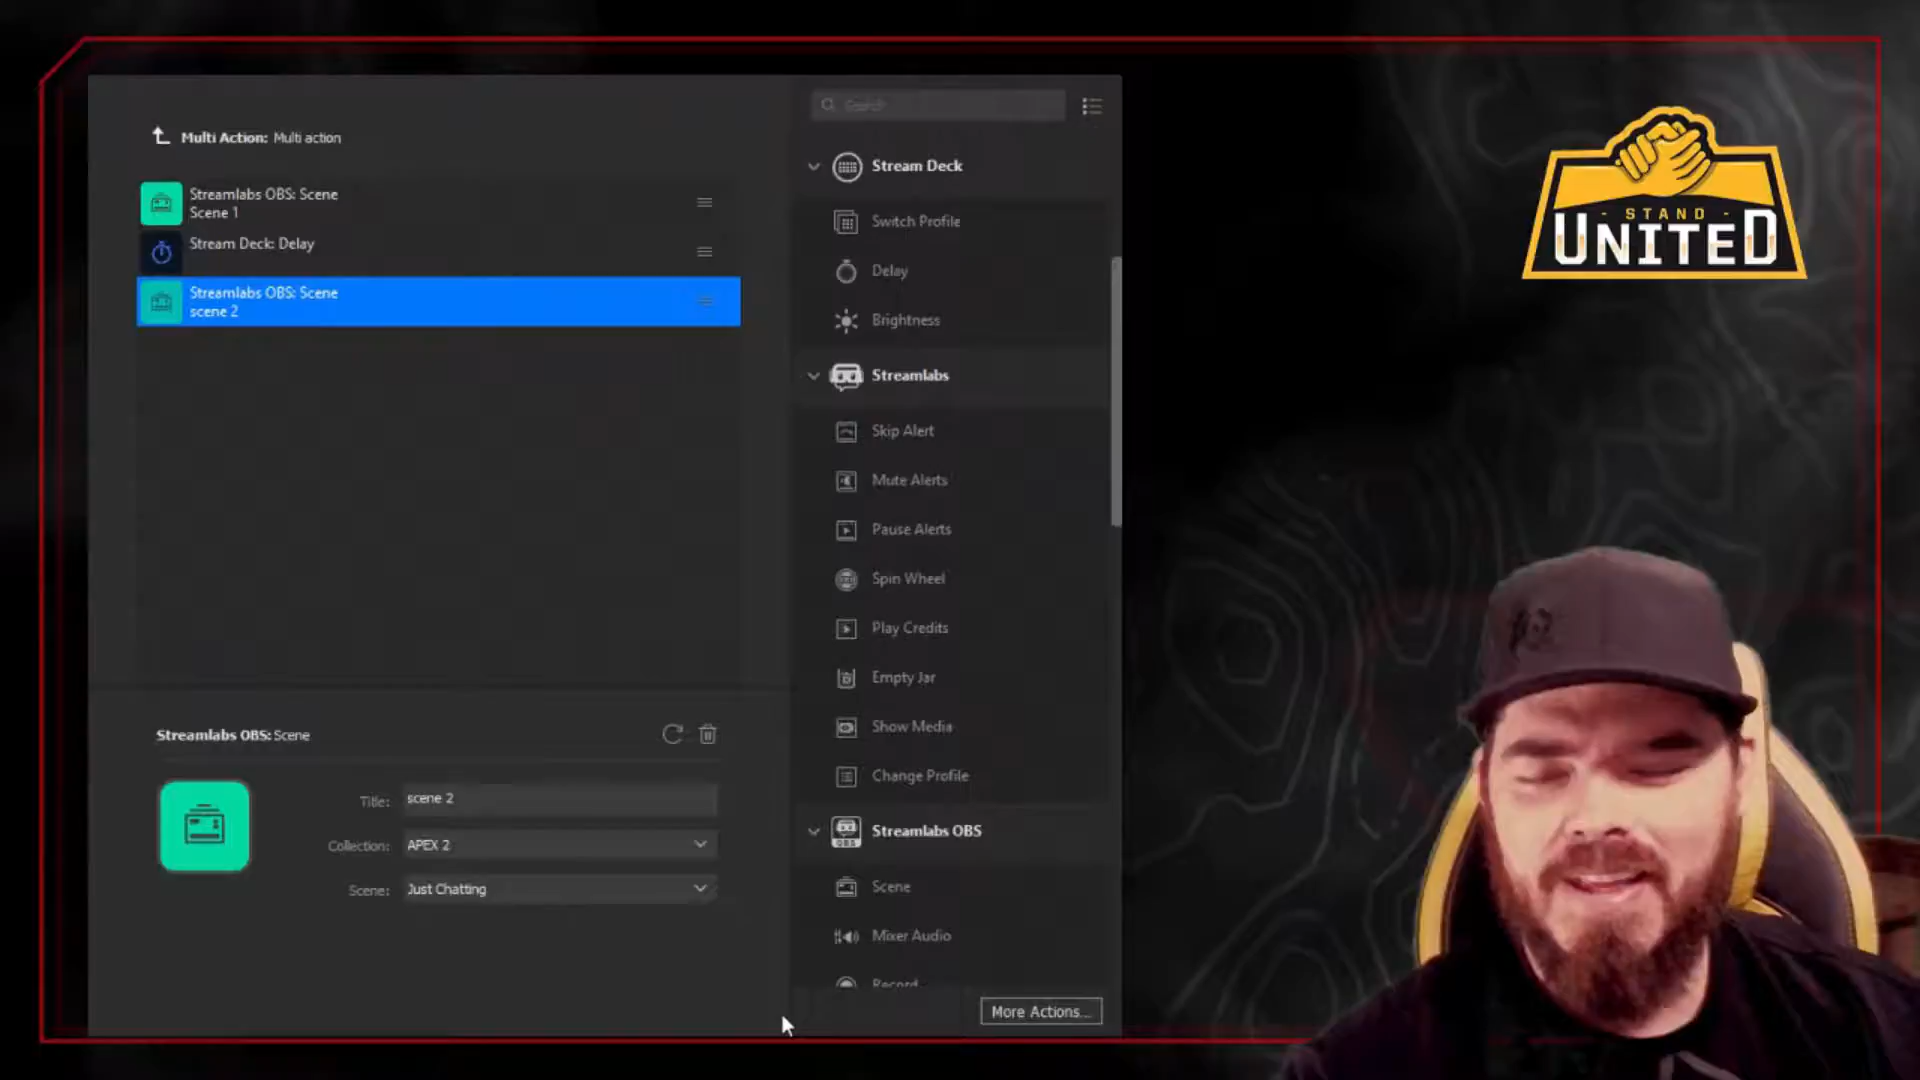 Multi Action: Multi action
Streamlabs OBS: Scene
Scene 1
Stream Deck: Delay
Streamlabs OBS: Scene
scene 2
Streamlabs OBS: Scene
Title: scene 2
Collection: APEX 2
Scene: Just Chatting
Search
Stream Deck
Switch Profile
Delay
Brightness
Streamlabs
Skip Alert
Mute Alerts
Pause Alerts
Spin Wheel
Play Credits
Empty Jar
Show Media
Change Profile
Streamlabs OBS
Scene
Mixer Audio
Record
More Actions...
- STAND -
UNITED